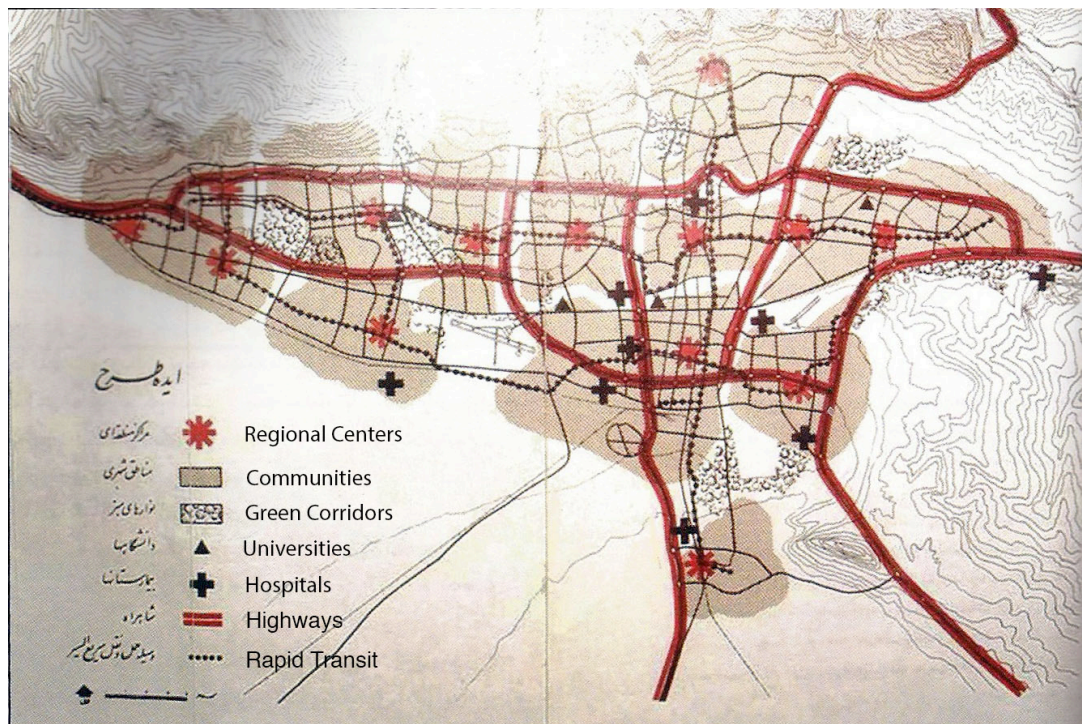 ایده طرح
مراکز منطقه‌ای Regional Centers
مناطق شهری Communities
نوارهای سبز Green Corridors
دانشگاهها Universities
بیمارستانها Hospitals
شاهراه Highways
وسیله حمل و نقل سریع السیر Rapid Transit